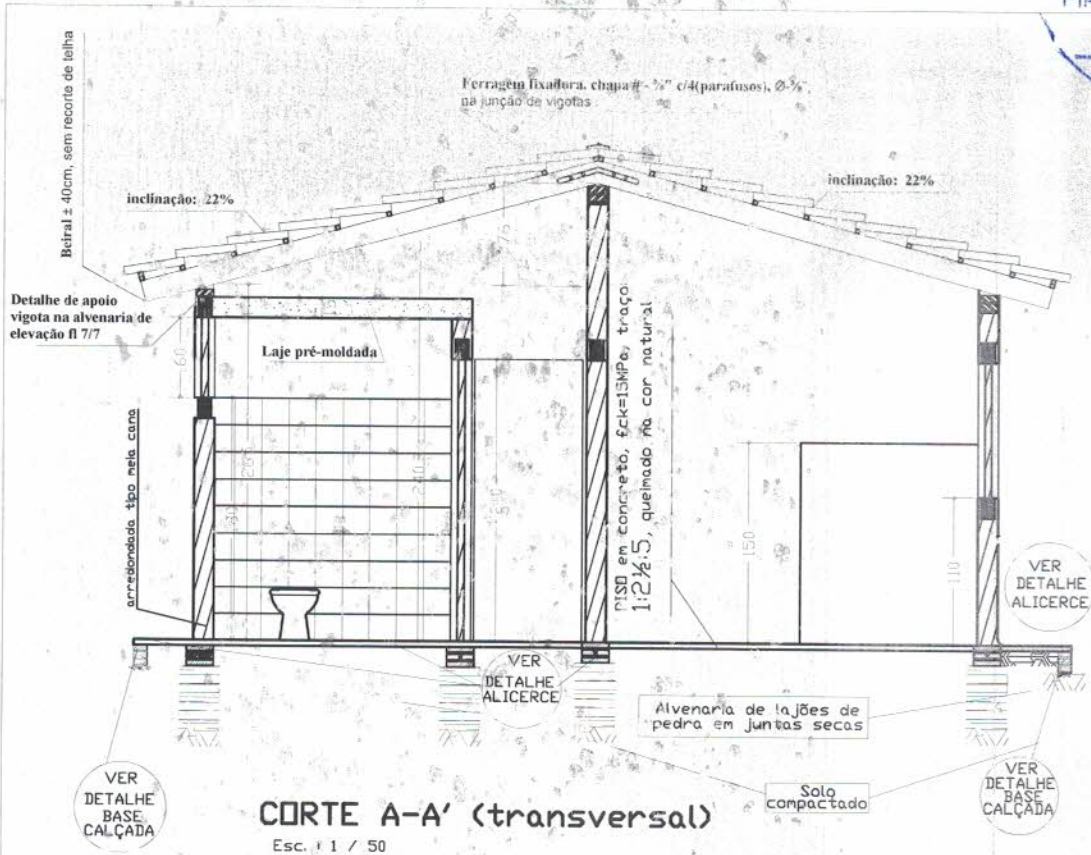 Beiral ± 40cm, sem recorte de telha
Ferragem fixadora, chapa # - ⅜" c/4(parafusos), Ø-⅜",
na junção de vigotas
inclinação: 22%
inclinação: 22%
Detalhe de apoio
vigota na alvenaria de
elevação fl 7/7
Laje pré-moldada
60
arredondado tipo meia cana
260
240
PISO em concreto, fck=15MPa, traço
1:2½:5, queimado na cor natural
150
110
VER
DETALHE
ALICERCE
VER
DETALHE
ALICERCE
Alvenaria de lajões de
pedra em juntas secas
Solo
compactado
VER
DETALHE
BASE
CALÇADA
VER
DETALHE
BASE
CALÇADA
CORTE A-A' (transversal)
Esc. 1 / 50